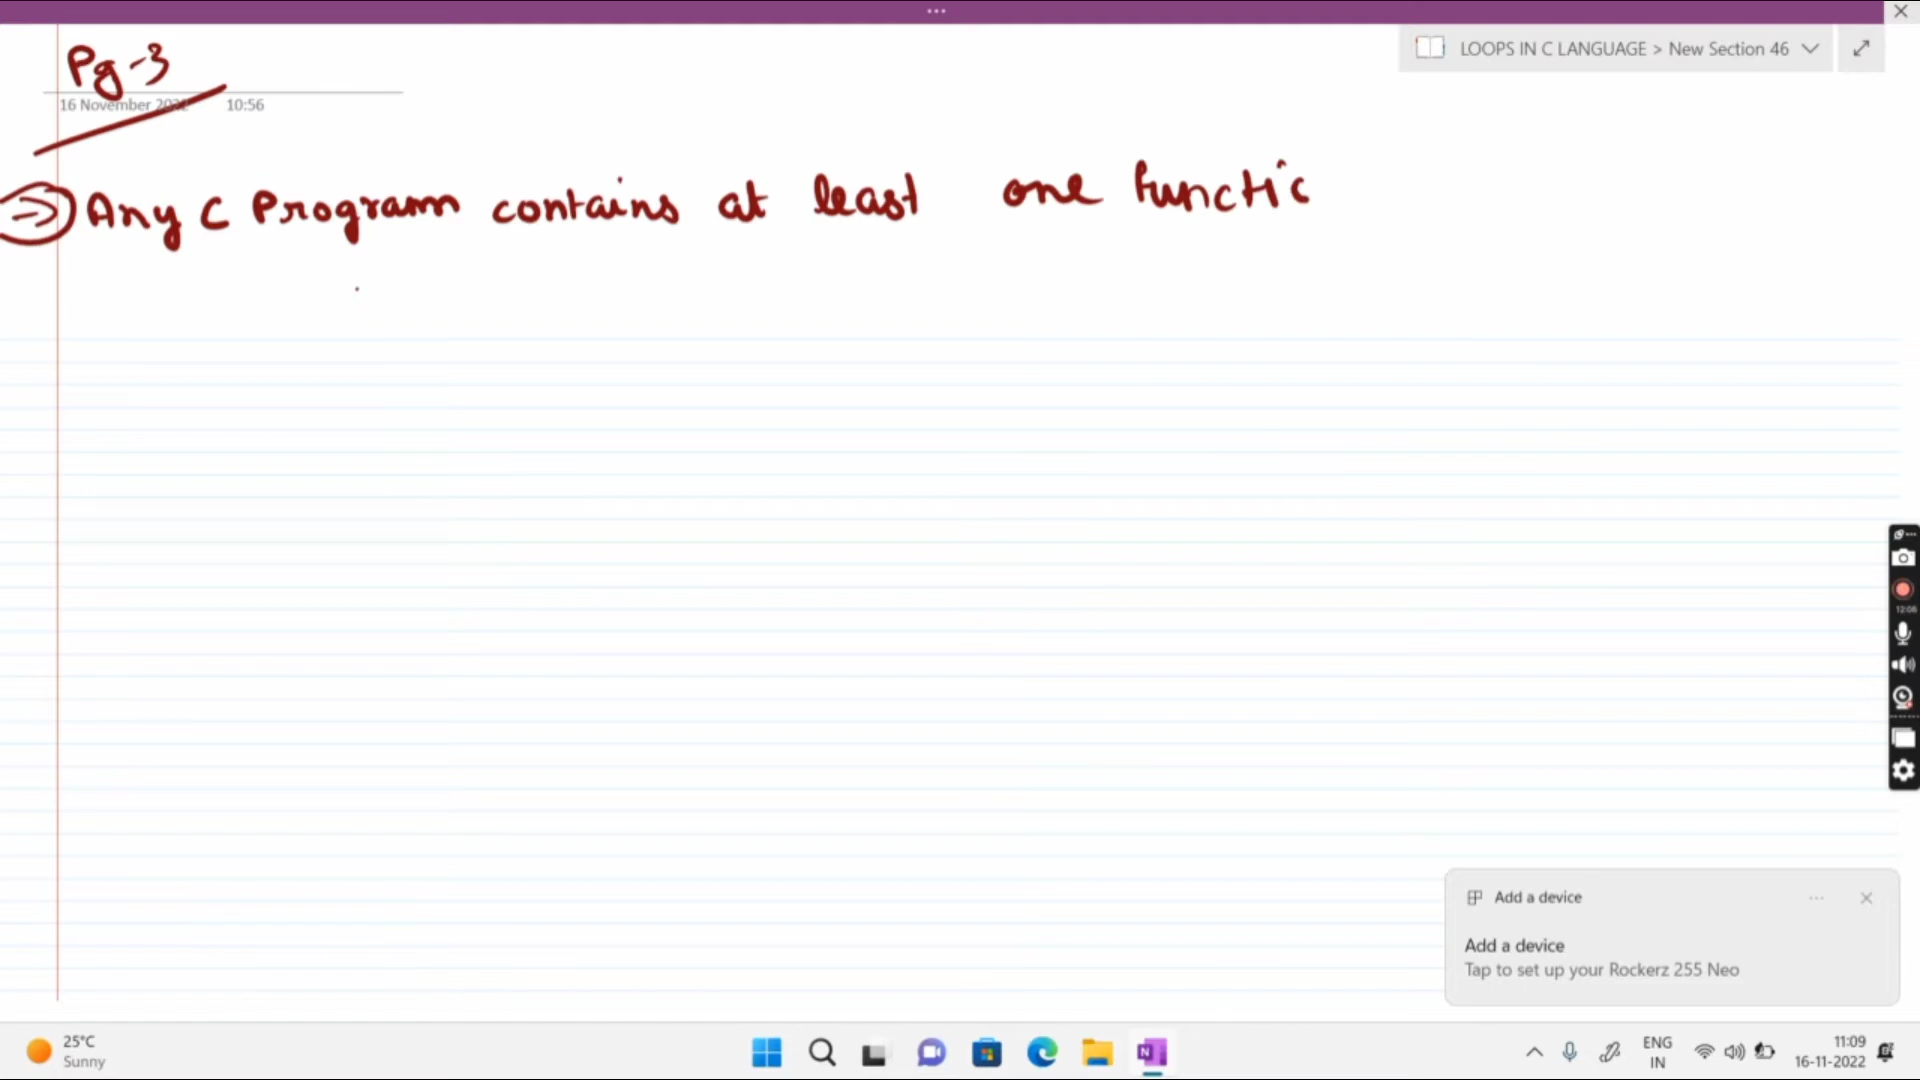 ...
LOOPS IN C LANGUAGE > New Section 46
Pg-3
16 November 2022 10:56
Any C Program contains at least one functio
12:06
Add a device ...
Add a device
Tap to set up your Rockerz 255 Neo
25°C
Sunny
ENG
IN
11:09
16-11-2022